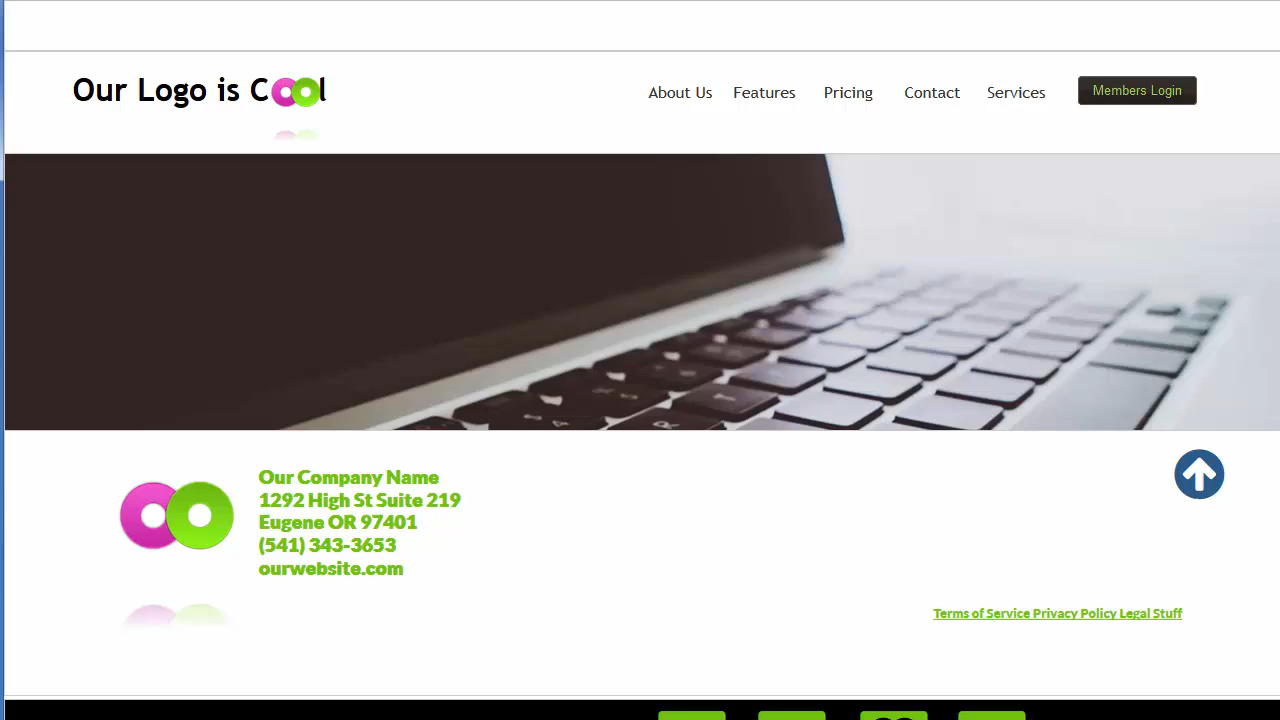 Our Logo is Cool
About Us Features Pricing Contact Services Members Login
Our Company Name
1292 High St Suite 219
Eugene OR 97401
(541) 343-3653
ourwebsite.com
Terms of Service Privacy Policy Legal Stuff